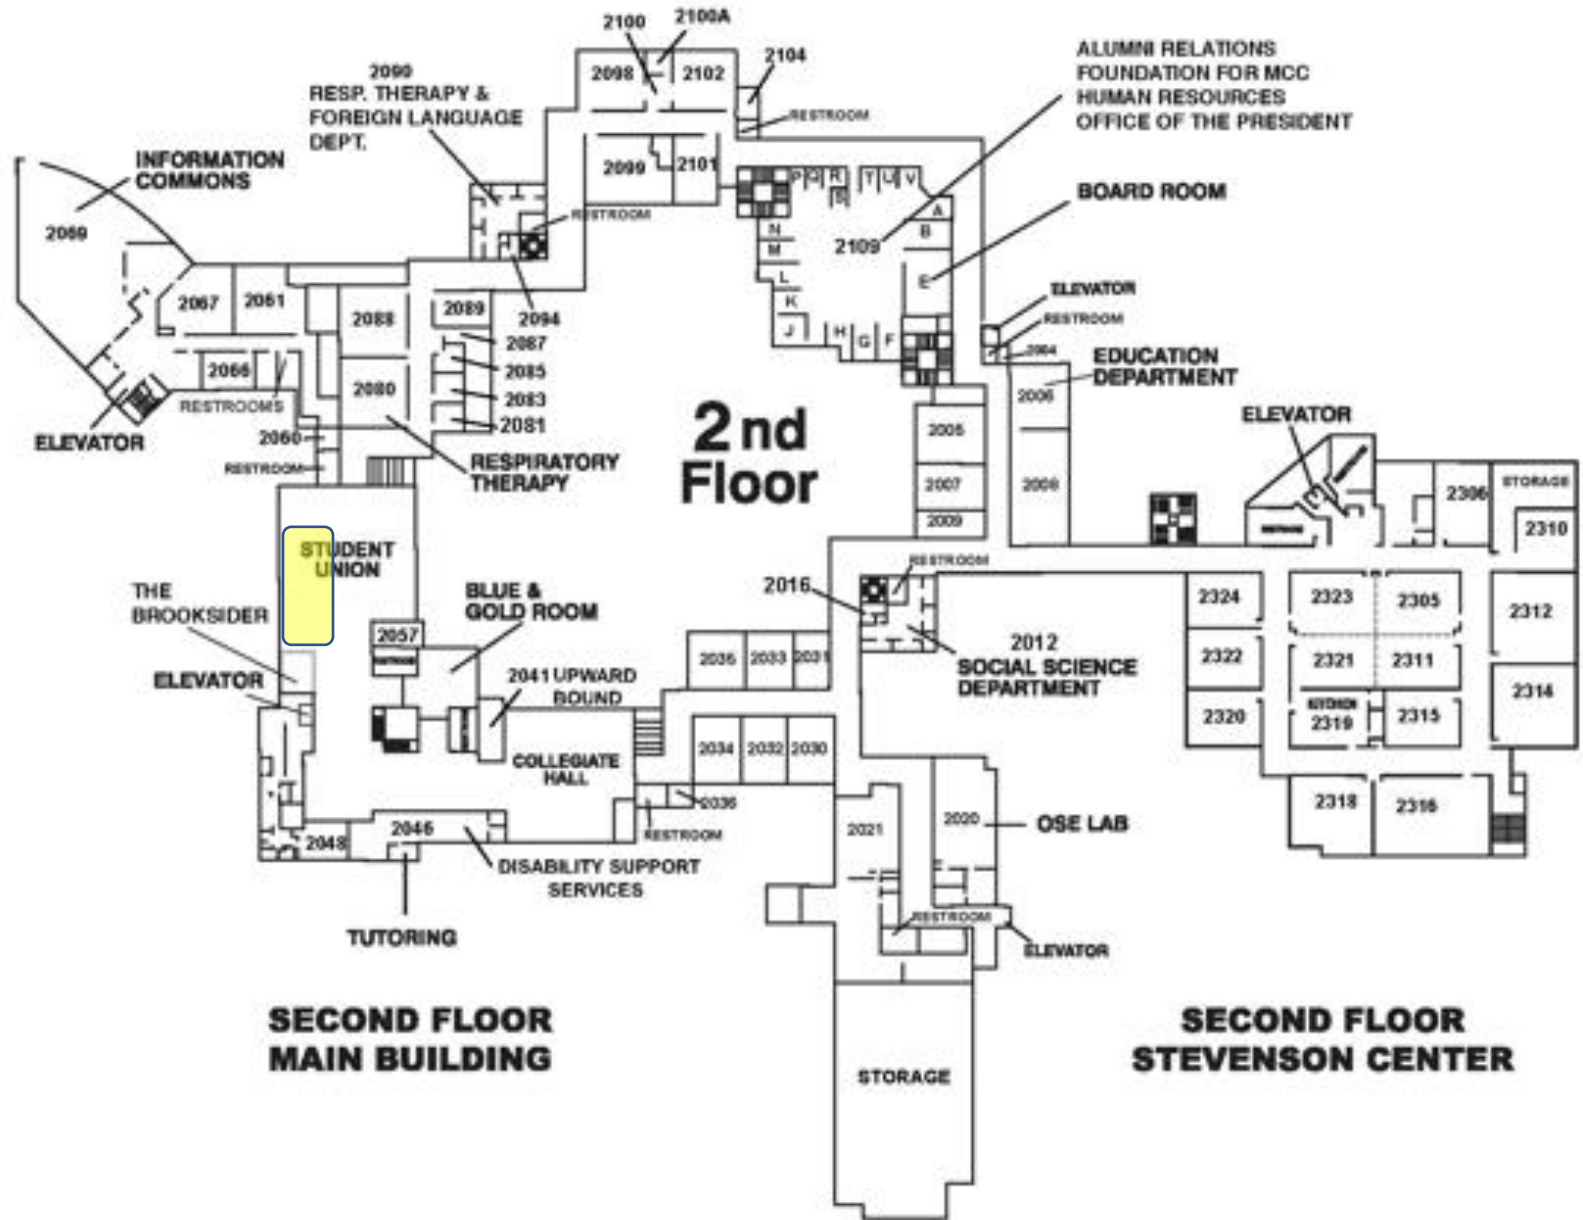 2100
2100A
2090
RESP. THERAPY &
FOREIGN LANGUAGE
DEPT.
2098
2102
2104
RESTROOM
ALUMNI RELATIONS
FOUNDATION FOR MCC
HUMAN RESOURCES
OFFICE OF THE PRESIDENT
INFORMATION
COMMONS
2099
2101
P Q R T U V
S
BOARD ROOM
A
B
E
RESTROOM
2069
N
M
L
K
J
H
G
F
2109
2067
2061
2088
2089
2094
2087
2085
2083
2081
2066
2080
RESTROOMS
ELEVATOR
2060
RESTROOM
RESPIRATORY
THERAPY
2nd
Floor
ELEVATOR
RESTROOM
2004
EDUCATION
DEPARTMENT
2006
2005
2007
2008
2009
ELEVATOR
2306
STORAGE
2310
STUDENT
UNION
THE
BROOKSIDER
ELEVATOR
BLUE &
GOLD ROOM
2057
2041 UPWARD
BOUND
COLLEGIATE
HALL
RESTROOM
2016
2012
SOCIAL SCIENCE
DEPARTMENT
2035
2033
2031
2034
2032
2030
2036
RESTROOM
2324
2323
2305
2312
2322
2321
2311
2314
2320
KITCHEN
2319
2315
2318
2316
2048
2046
DISABILITY SUPPORT
SERVICES
TUTORING
2021
2020
OSE LAB
RESTROOM
ELEVATOR
SECOND FLOOR
MAIN BUILDING
STORAGE
SECOND FLOOR
STEVENSON CENTER